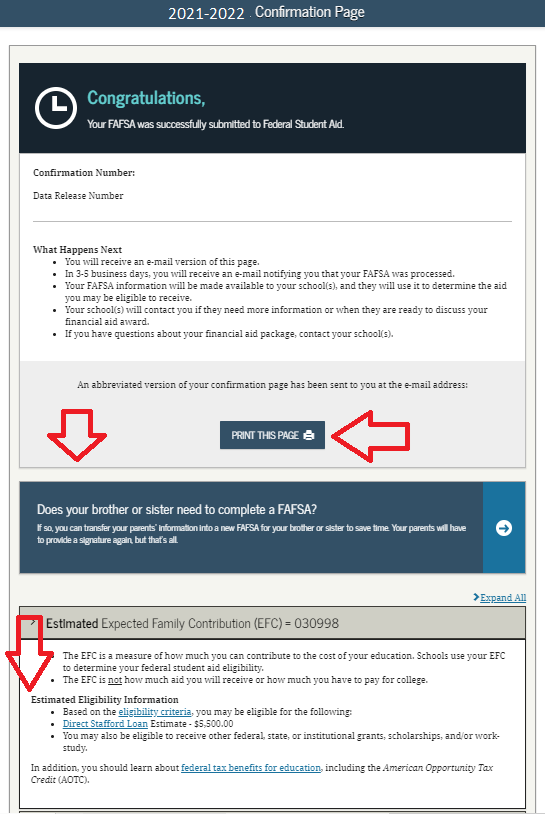 2021-2022 . Confirmation Page
Congratulations,
Your FAFSA was successfully submitted to Federal Student Aid.
Confirmation Number:
Data Release Number
What Happens Next
• You will receive an e-mail version of this page.
• In 3-5 business days, you will receive an e-mail notifying you that your FAFSA was processed.
• Your FAFSA information will be made available to your school(s), and they will use it to determine the aid
you may be eligible to receive.
• Your school(s) will contact you if they need more information or when they are ready to discuss your
financial aid award.
• If you have questions about your financial aid package, contact your school(s).
An abbreviated version of your confirmation page has been sent to you at the e-mail address:
PRINT THIS PAGE
Does your brother or sister need to complete a FAFSA?
If so, you can transfer your parents' information into a new FAFSA for your brother or sister to save time. Your parents will have
to provide a signature again, but that's all.
Expand All
Estimated Expected Family Contribution (EFC) = 030998
The EFC is a measure of how much you can contribute to the cost of your education. Schools use your EFC
to determine your federal student aid eligibility.
• The EFC is not how much aid you will receive or how much you have to pay for college.
Estimated Eligibility Information
• Based on the eligibility criteria, you may be eligible for the following:
• Direct Stafford Loan Estimate - $5,500.00
• You may also be eligible to receive other federal, state, or institutional grants, scholarships, and/or work-
study.
In addition, you should learn about federal tax benefits for education, including the American Opportunity Tax
Credit (AOTC).